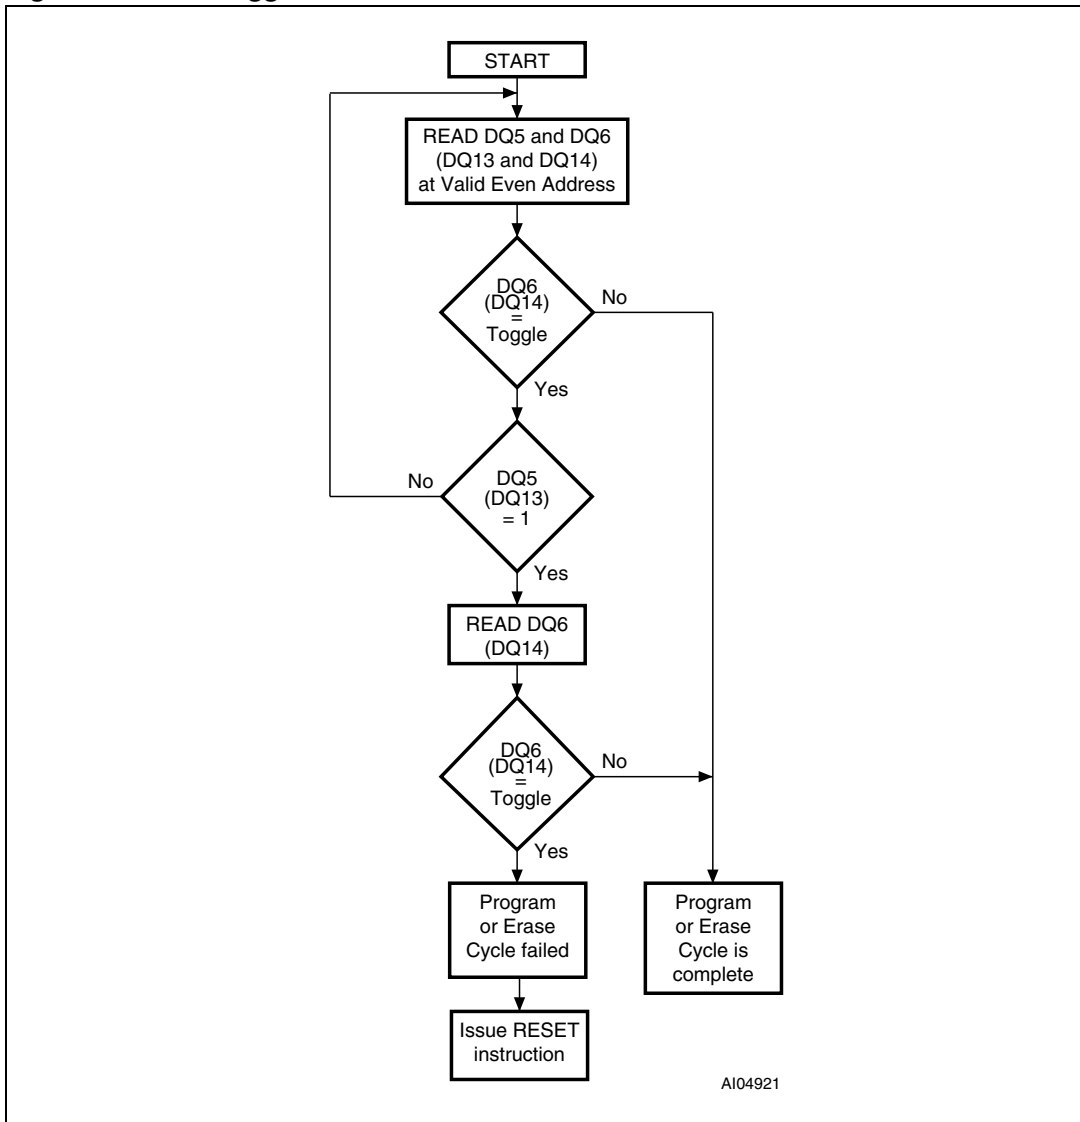 START
READ DQ5 and DQ6
(DQ13 and DQ14)
at Valid Even Address
DQ6
(DQ14)
=
Toggle
No
Yes
DQ5
(DQ13)
= 1
No
Yes
READ DQ6
(DQ14)
DQ6
(DQ14)
=
Toggle
No
Yes
Program
or Erase
Cycle failed
Program
or Erase
Cycle is
complete
Issue RESET
instruction
AI04921